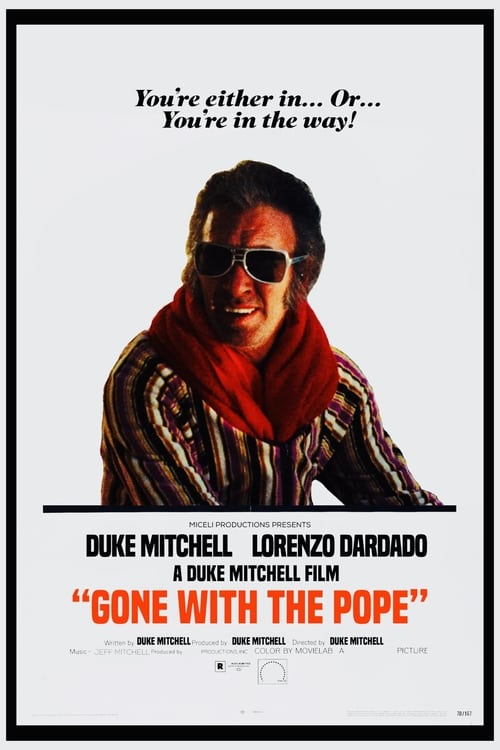 You're either in... Or...
You're in the way!
MICELI PRODUCTIONS PRESENTS
DUKE MITCHELL LORENZO DARDADO
A DUKE MITCHELL FILM
"GONE WITH THE POPE"
Written by DUKE MITCHELL Produced by DUKE MITCHELL Directed by DUKE MITCHELL
Music - JEFF MITCHELL Produced by PRODUCTIONS, INC. COLOR BY MOVIELAB A PICTURE
R